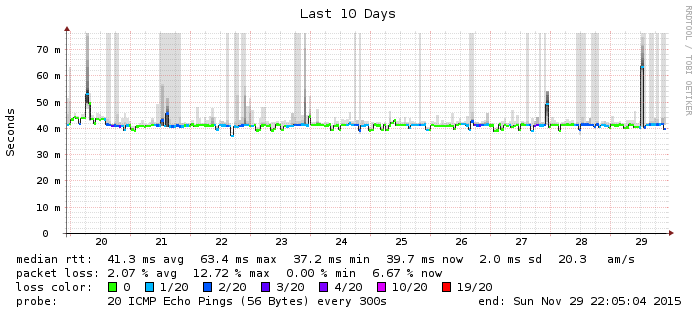 Last 10 Days
RRDTOOL / TOBI OETIKER
Seconds
70 m
60 m
50 m
40 m
30 m
20 m
10 m
0
20 21 22 23 24 25 26 27 28 29
median rtt: 41.3 ms avg 63.4 ms max 37.2 ms min 39.7 ms now 2.0 ms sd 20.3 am/s
packet loss: 2.07 % avg 12.72 % max 0.00 % min 6.67 % now
loss color: 0 1/20 2/20 3/20 4/20 10/20 19/20
probe: 20 ICMP Echo Pings (56 Bytes) every 300s end: Sun Nov 29 22:05:04 2015